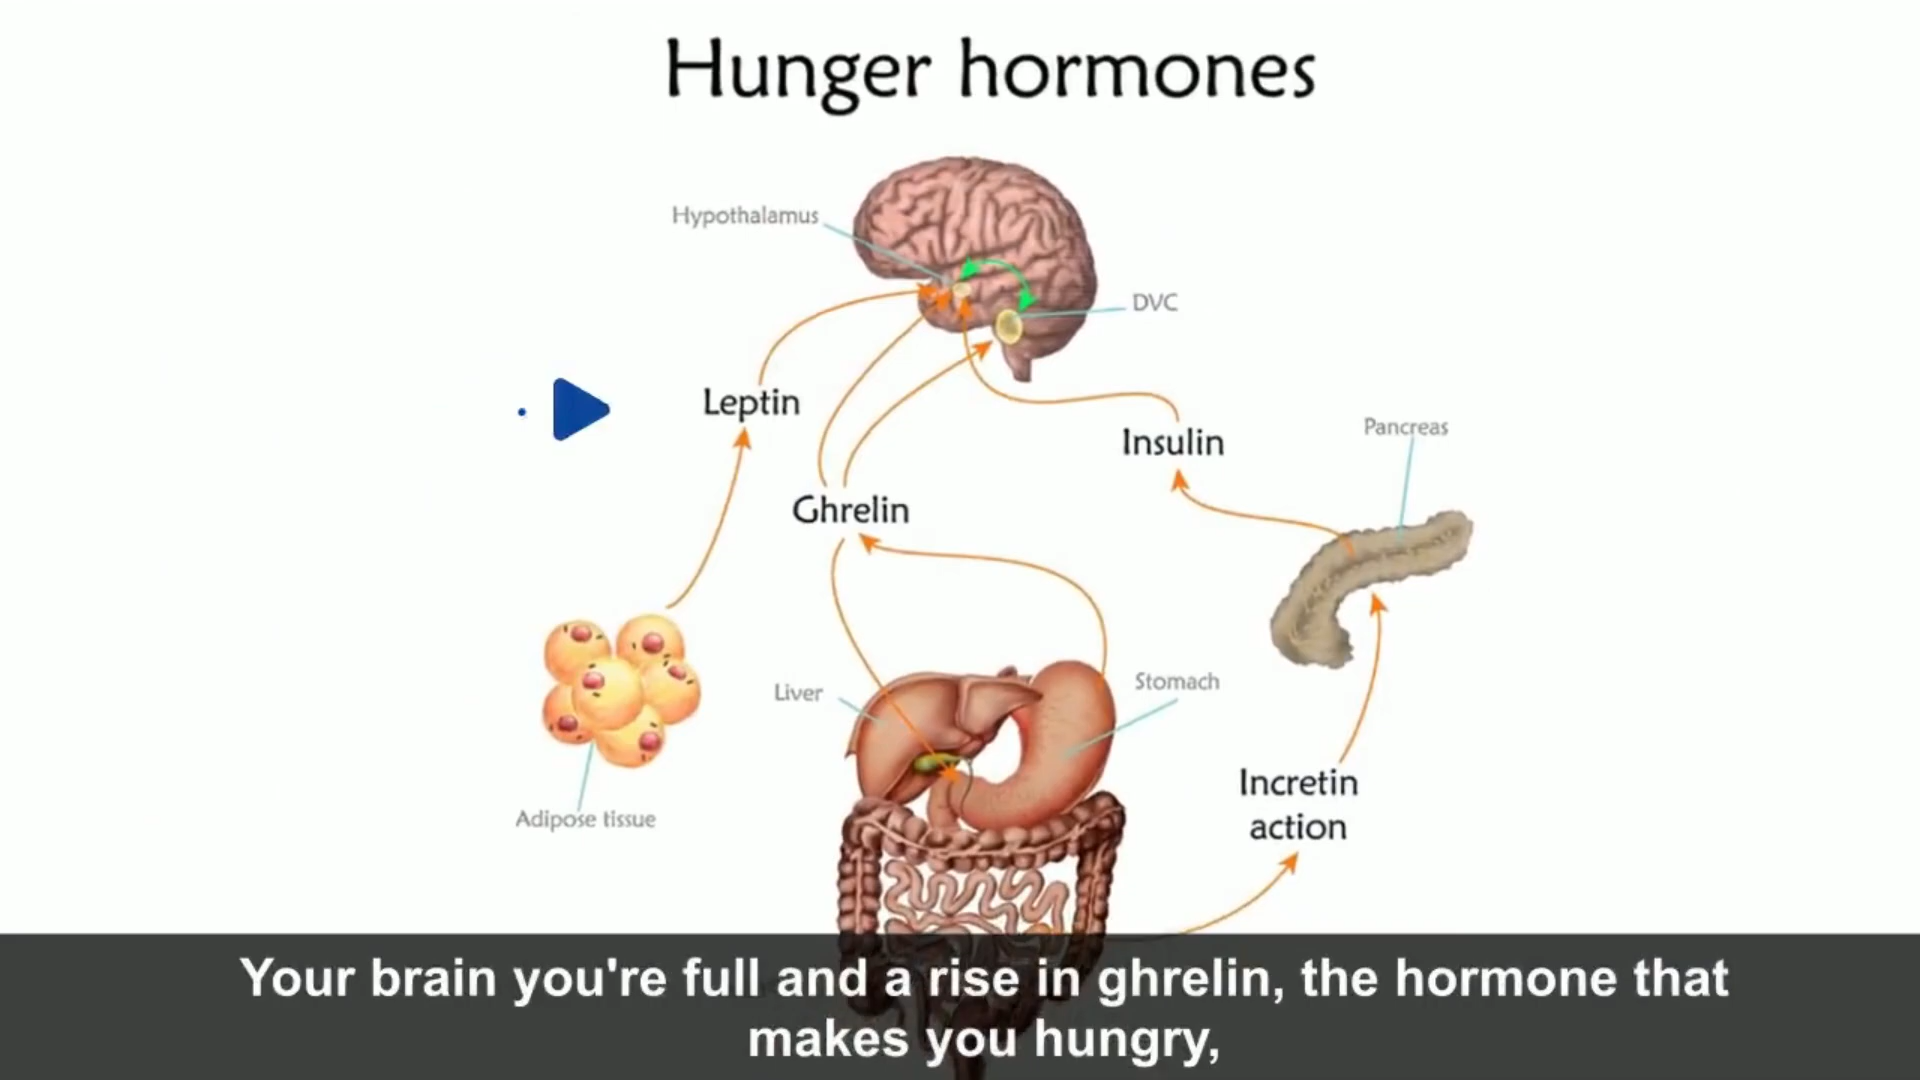 Hunger hormones
Hypothalamus
DVC
Leptin
Insulin
Pancreas
Ghrelin
Liver
Stomach
Incretin
action
Adipose tissue
Your brain you're full and a rise in ghrelin, the hormone that
makes you hungry,